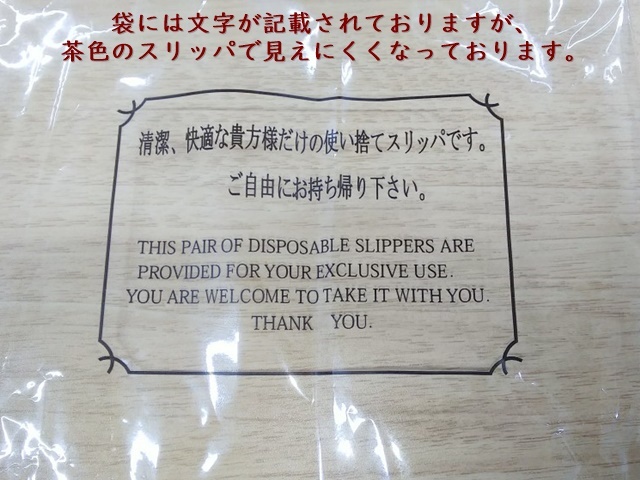 袋には文字が記載されておりますが、
茶色のスリッパで見えにくくなっております。
清潔、快適な貴方様だけの使い捨てスリッパです。
ご自由にお持ち帰り下さい。
THIS PAIR OF DISPOSABLE SLIPPERS ARE
PROVIDED FOR YOUR EXCLUSIVE USE.
YOU ARE WELCOME TO TAKE IT WITH YOU.
THANK YOU.